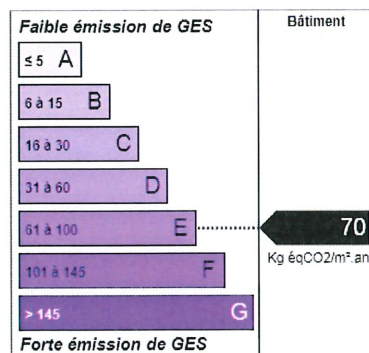 Faible émission de GES
Bâtiment
≤ 5 A
6 à 15 B
16 à 30 C
31 à 60 D
61 à 100 E
70
Kg éqCO2/m².an
101 à 145 F
> 145 G
Forte émission de GES